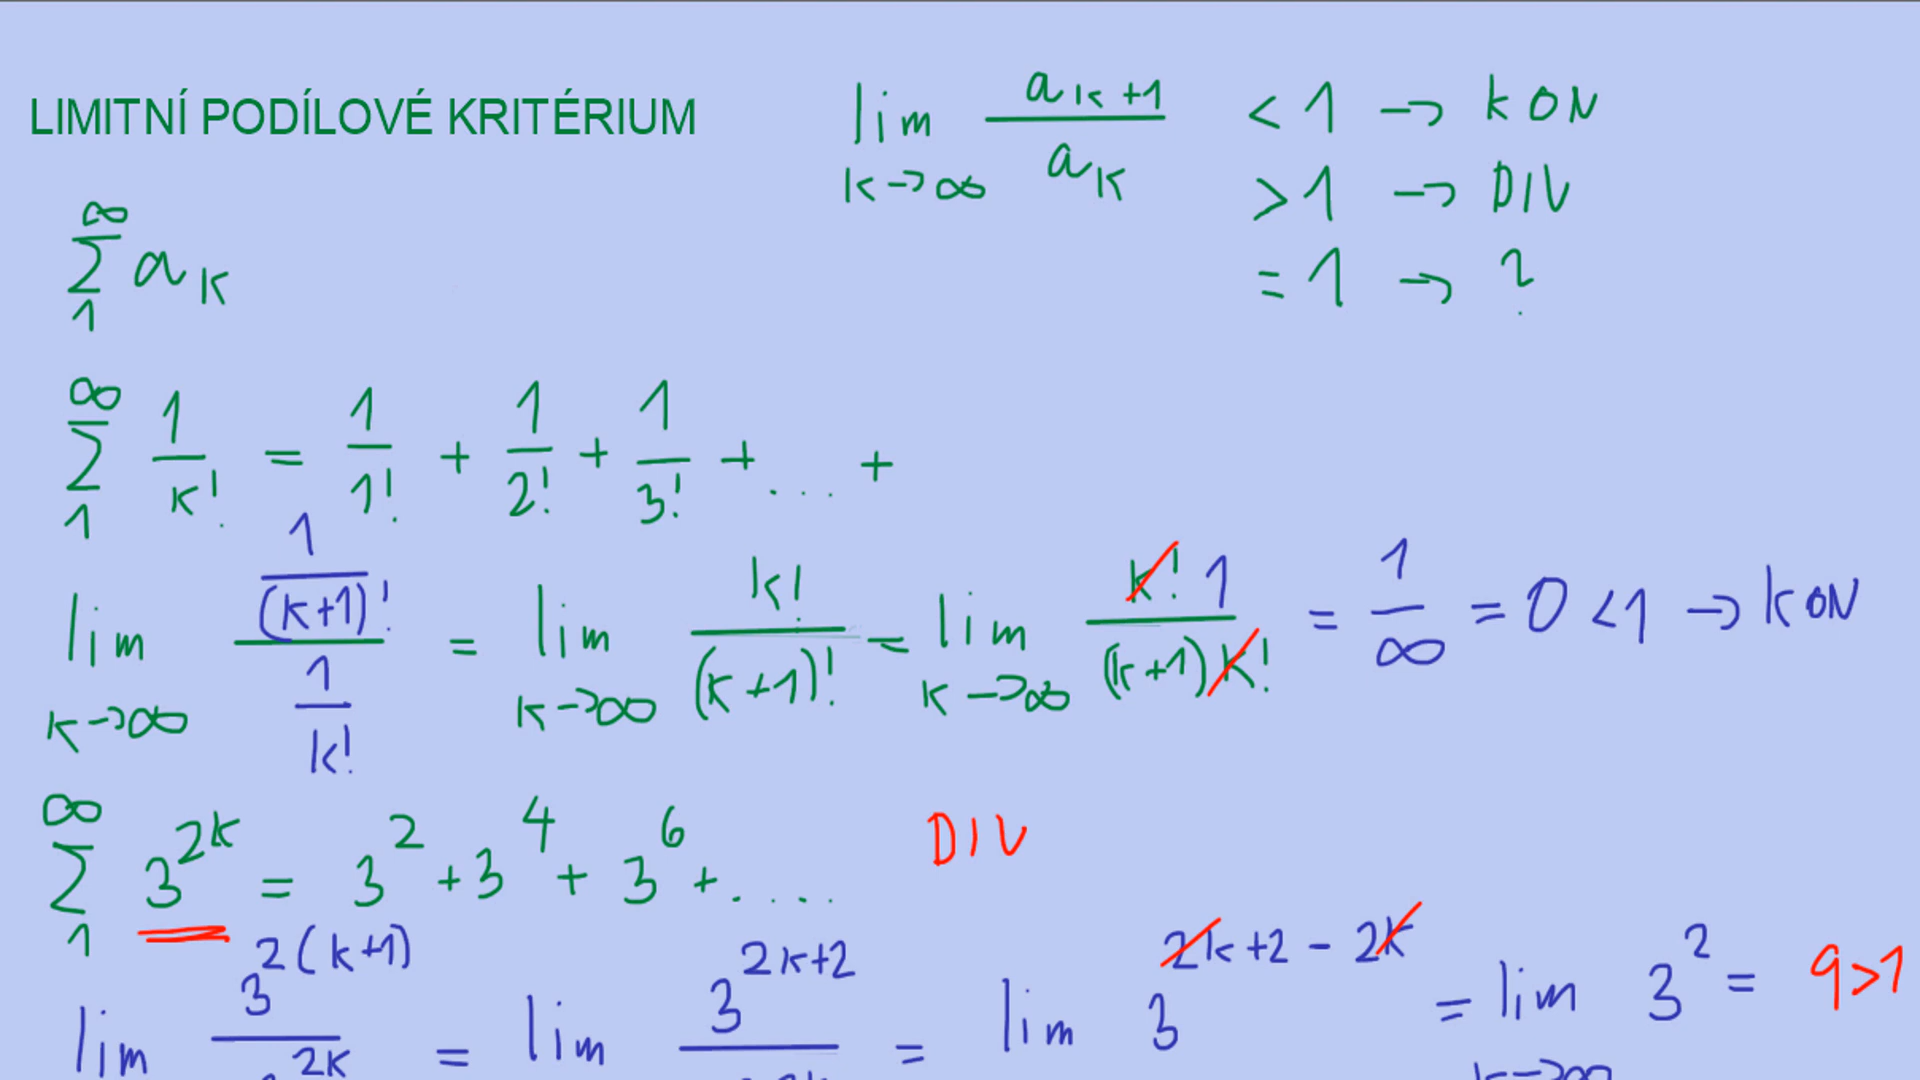 LIMITNÍ PODÍLOVÉ KRITÉRIUM
lim k→∞ a_{k+1} / a_k < 1 → KON
> 1 → DIV
= 1 → ?
∑_1^∞ a_k
∑_1^∞ 1/k! = 1/1! + 1/2! + 1/3! + .... +
lim k→∞ (1/(k+1)!) / (1/k!) = lim k→∞ k! / (k+1)! = lim k→∞ k! 1 / (k+1) k! = 1/∞ = 0 < 1 → KON
∑_1^∞ 3^{2k} = 3^2 + 3^4 + 3^6 + .... DIV
lim 3^{2(k+1)} / 2k = lim 3^{2k+2} / = lim 3^{2k+2-2k} = lim k→∞ 3^2 = 9>1